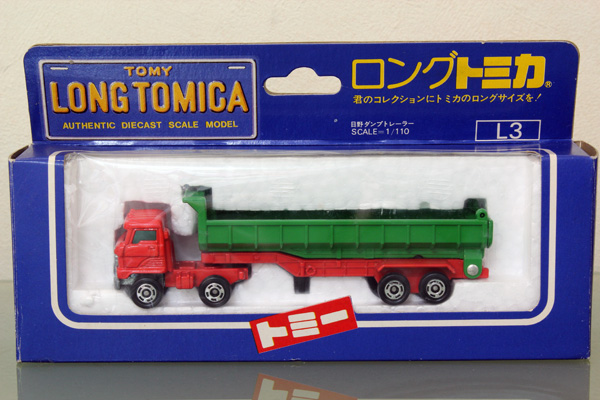 TOMY
LONG TOMICA
AUTHENTIC DIECAST SCALE MODEL
ロングトミカ®
君のコレクションにトミカのロングサイズを!
日野ダンプトレーラー
SCALE=1/110
L3
トミー